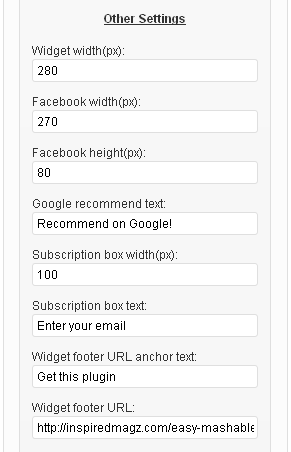 Other Settings
Widget width(px):
280
Facebook width(px):
270
Facebook height(px):
80
Google recommend text:
Recommend on Google!
Subscription box width(px):
100
Subscription box text:
Enter your email
Widget footer URL anchor text:
Get this plugin
Widget footer URL:
http://inspiredmagz.com/easy-mashable